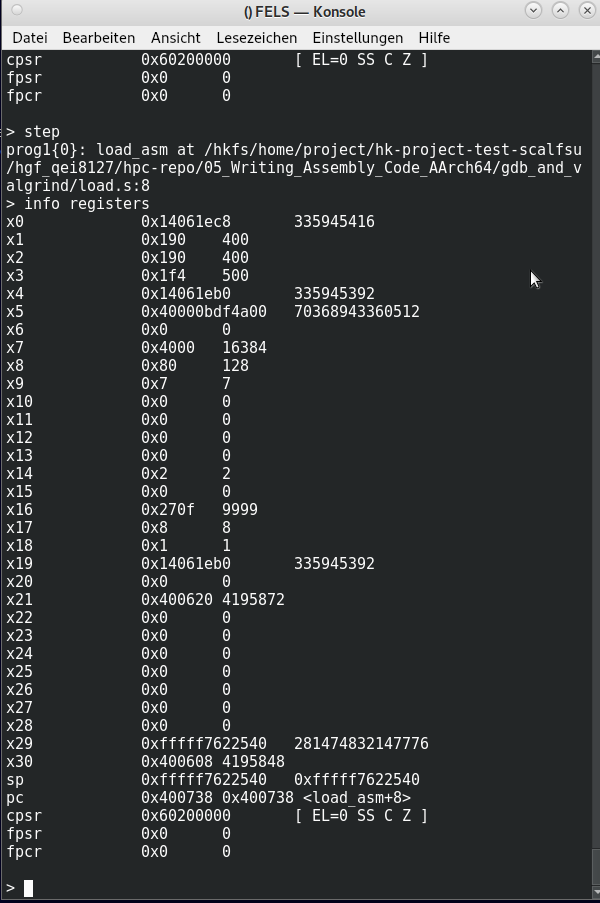 () FELS — Konsole
Datei Bearbeiten Ansicht Lesezeichen Einstellungen Hilfe
cpsr 0x60200000 [ EL=0 SS C Z ]
fpsr 0x0 0
fpcr 0x0 0
> step
prog1{0}: load_asm at /hkfs/home/project/hk-project-test-scalfsu
/hgf_qei8127/hpc-repo/05_Writing_Assembly_Code_AArch64/gdb_and_v
algrind/load.s:8
> info registers
x0 0x14061ec8 335945416
x1 0x190 400
x2 0x190 400
x3 0x1f4 500
x4 0x14061eb0 335945392
x5 0x40000bdf4a00 70368943360512
x6 0x0 0
x7 0x4000 16384
x8 0x80 128
x9 0x7 7
x10 0x0 0
x11 0x0 0
x12 0x0 0
x13 0x0 0
x14 0x2 2
x15 0x0 0
x16 0x270f 9999
x17 0x8 8
x18 0x1 1
x19 0x14061eb0 335945392
x20 0x0 0
x21 0x400620 4195872
x22 0x0 0
x23 0x0 0
x24 0x0 0
x25 0x0 0
x26 0x0 0
x27 0x0 0
x28 0x0 0
x29 0xfffff7622540 281474832147776
x30 0x400608 4195848
sp 0xfffff7622540 0xfffff7622540
pc 0x400738 0x400738 <load_asm+8>
cpsr 0x60200000 [ EL=0 SS C Z ]
fpsr 0x0 0
fpcr 0x0 0
>